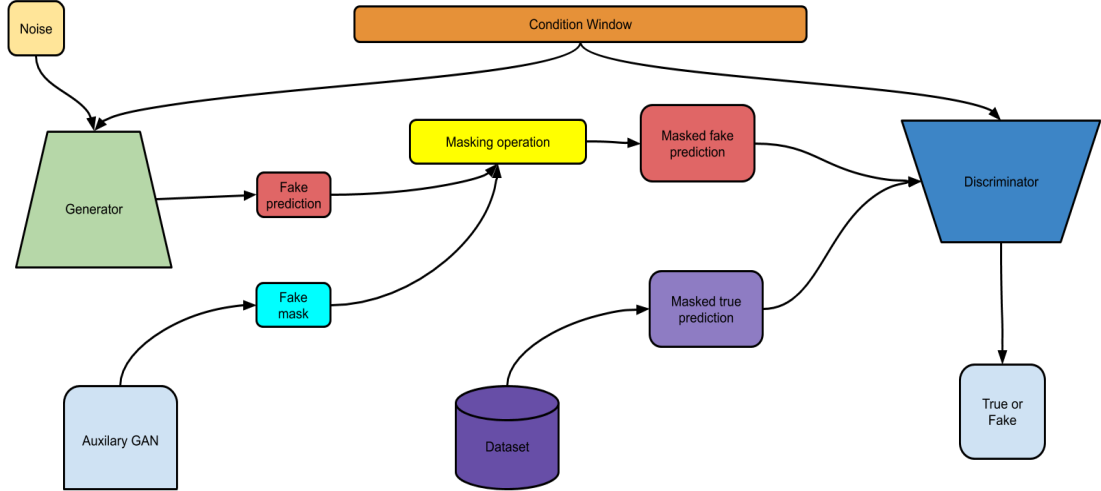 Noise
Condition Window
Masking operation
Masked fake
prediction
Discriminator
Generator
Fake
prediction
Fake
mask
Masked true
prediction
Auxilary GAN
Dataset
True or
Fake